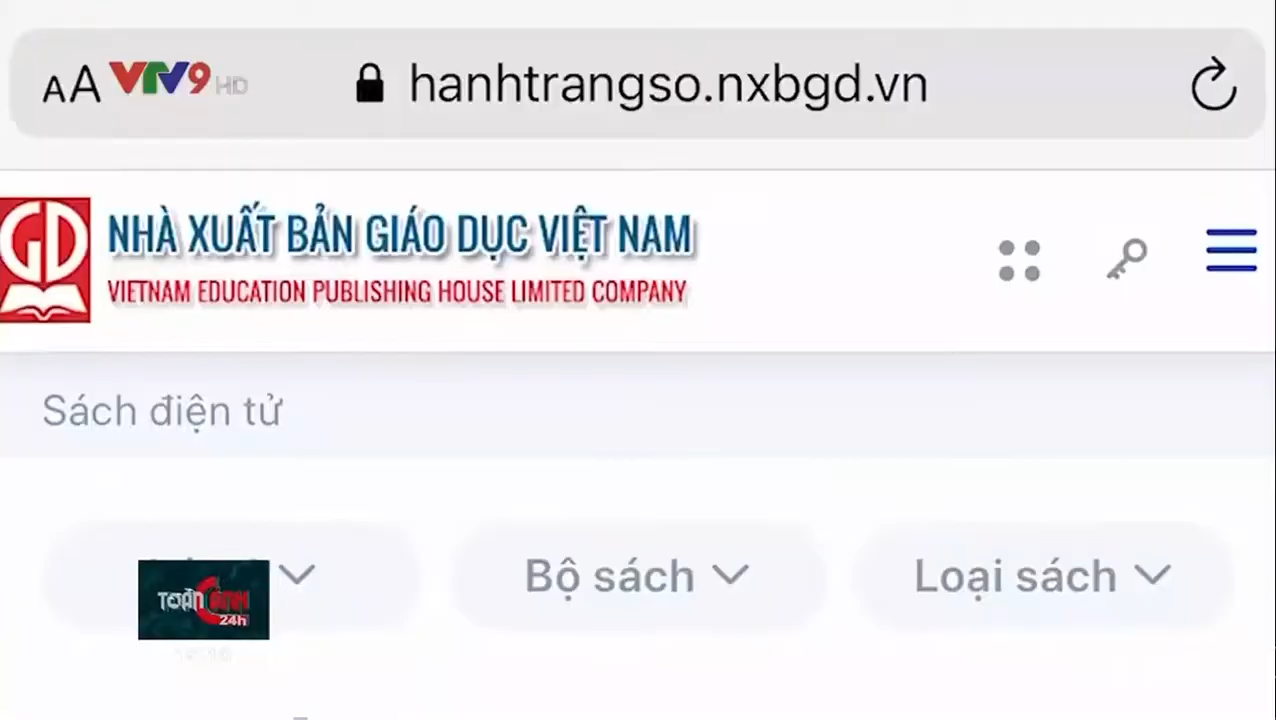 AA VTV9 HD hanhtrangso.nxbgd.vn
GD NHÀ XUẤT BẢN GIÁO DỤC VIỆT NAM
VIETNAM EDUCATION PUBLISHING HOUSE LIMITED COMPANY
Sách điện tử
Bộ sách
Loại sách
TOÀN CẢNH
24h